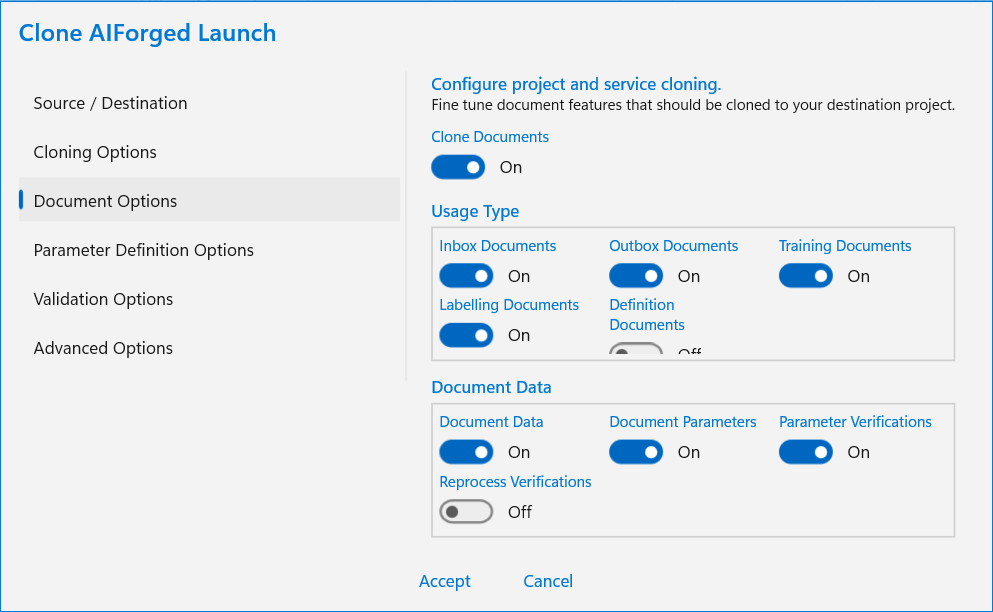 Clone AIForged Launch
Source / Destination
Cloning Options
Document Options
Parameter Definition Options
Validation Options
Advanced Options
Configure project and service cloning.
Fine tune document features that should be cloned to your destination project.
Clone Documents
On
Usage Type
Inbox Documents Outbox Documents Training Documents
On On On
Labelling Documents Definition
Documents
On
Off
Document Data
Document Data Document Parameters Parameter Verifications
On On On
Reprocess Verifications
Off
Accept Cancel